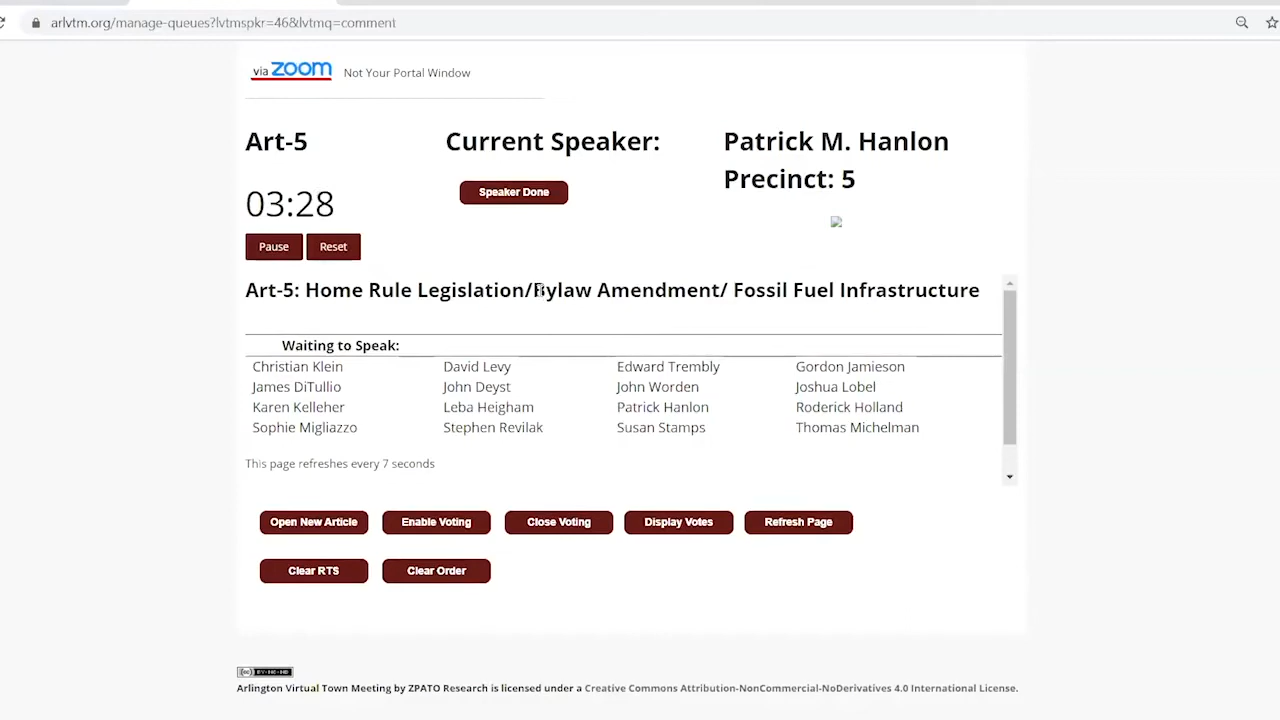 arlvtm.org/manage-queues?lvtmspkr=46&lvtmq=comment
via zoom Not Your Portal Window
Art-5 Current Speaker: Patrick M. Hanlon
Precinct: 5
03:28 Speaker Done
Pause Reset
Art-5: Home Rule Legislation/Bylaw Amendment/ Fossil Fuel Infrastructure
Waiting to Speak:
Christian Klein David Levy Edward Trembly Gordon Jamieson
James DiTullio John Deyst John Worden Joshua Lobel
Karen Kelleher Leba Heigham Patrick Hanlon Roderick Holland
Sophie Migliazzo Stephen Revilak Susan Stamps Thomas Michelman
This page refreshes every 7 seconds
Open New Article Enable Voting Close Voting Display Votes Refresh Page
Clear RTS Clear Order
Arlington Virtual Town Meeting by ZPATO Research is licensed under a Creative Commons Attribution-NonCommercial-NoDerivatives 4.0 International License.